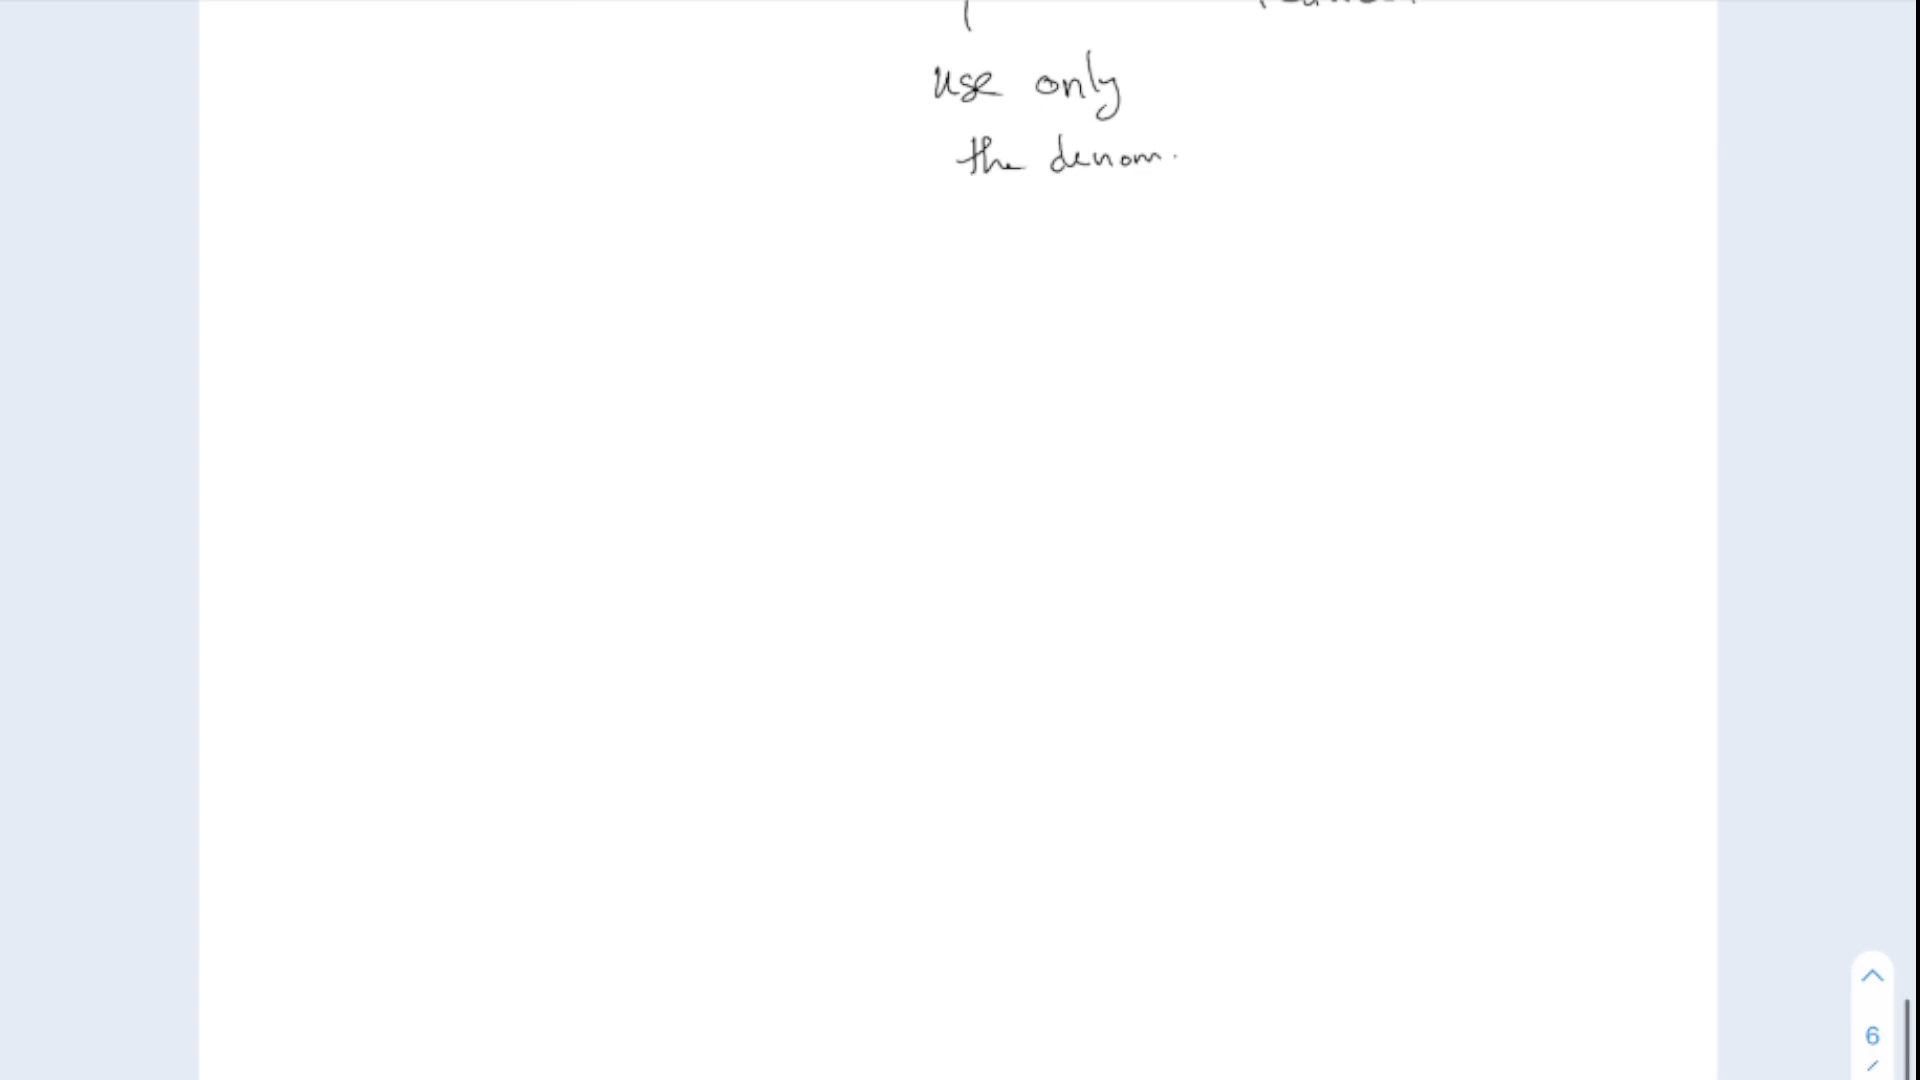 use only
the denom.
6